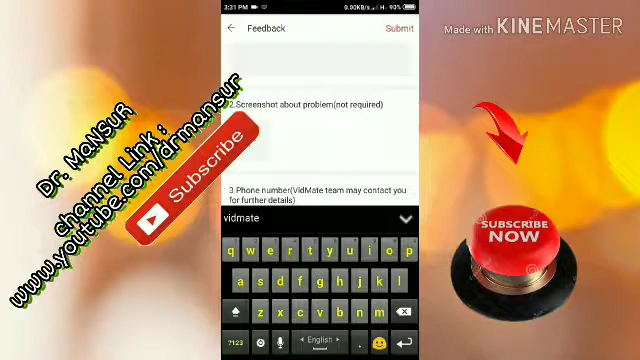 3:31 PM
0.00KB/s
90%
Feedback
Submit
Made with KINEMASTER
2.Screenshot about problem(not required)
Dr. MaNSuR
channel Link :
www.youtube.com/drmansur
Subscribe
3.Phone number(VidMate team may contact you
for further details)
SUBSCRIBE
NOW
vidmate
q w e r t y u i o p
a s d f g h j k l
z x c v b n m
?123
English
.